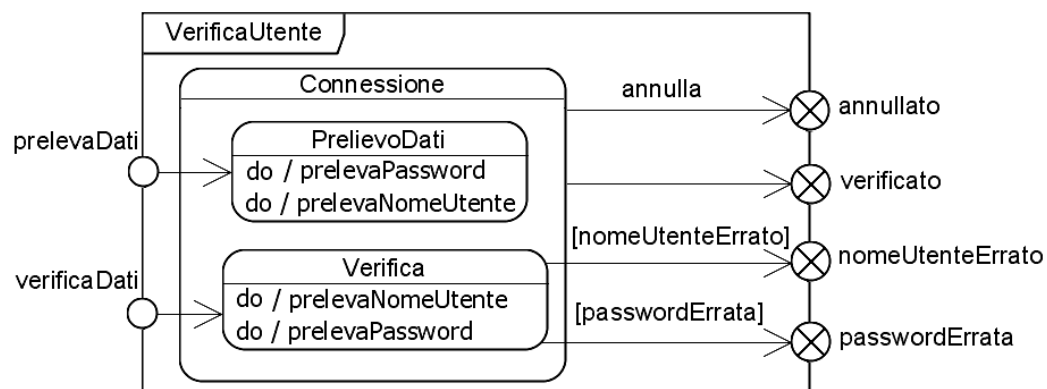 VerificaUtente
Connessione
annulla
annullato
prelevaDati
PrelievoDati
do / prelevaPassword
do / prelevaNomeUtente
verificato
[nomeUtenteErrato]
nomeUtenteErrato
verificaDati
Verifica
do / prelevaNomeUtente
do / prelevaPassword
[passwordErrata]
passwordErrata